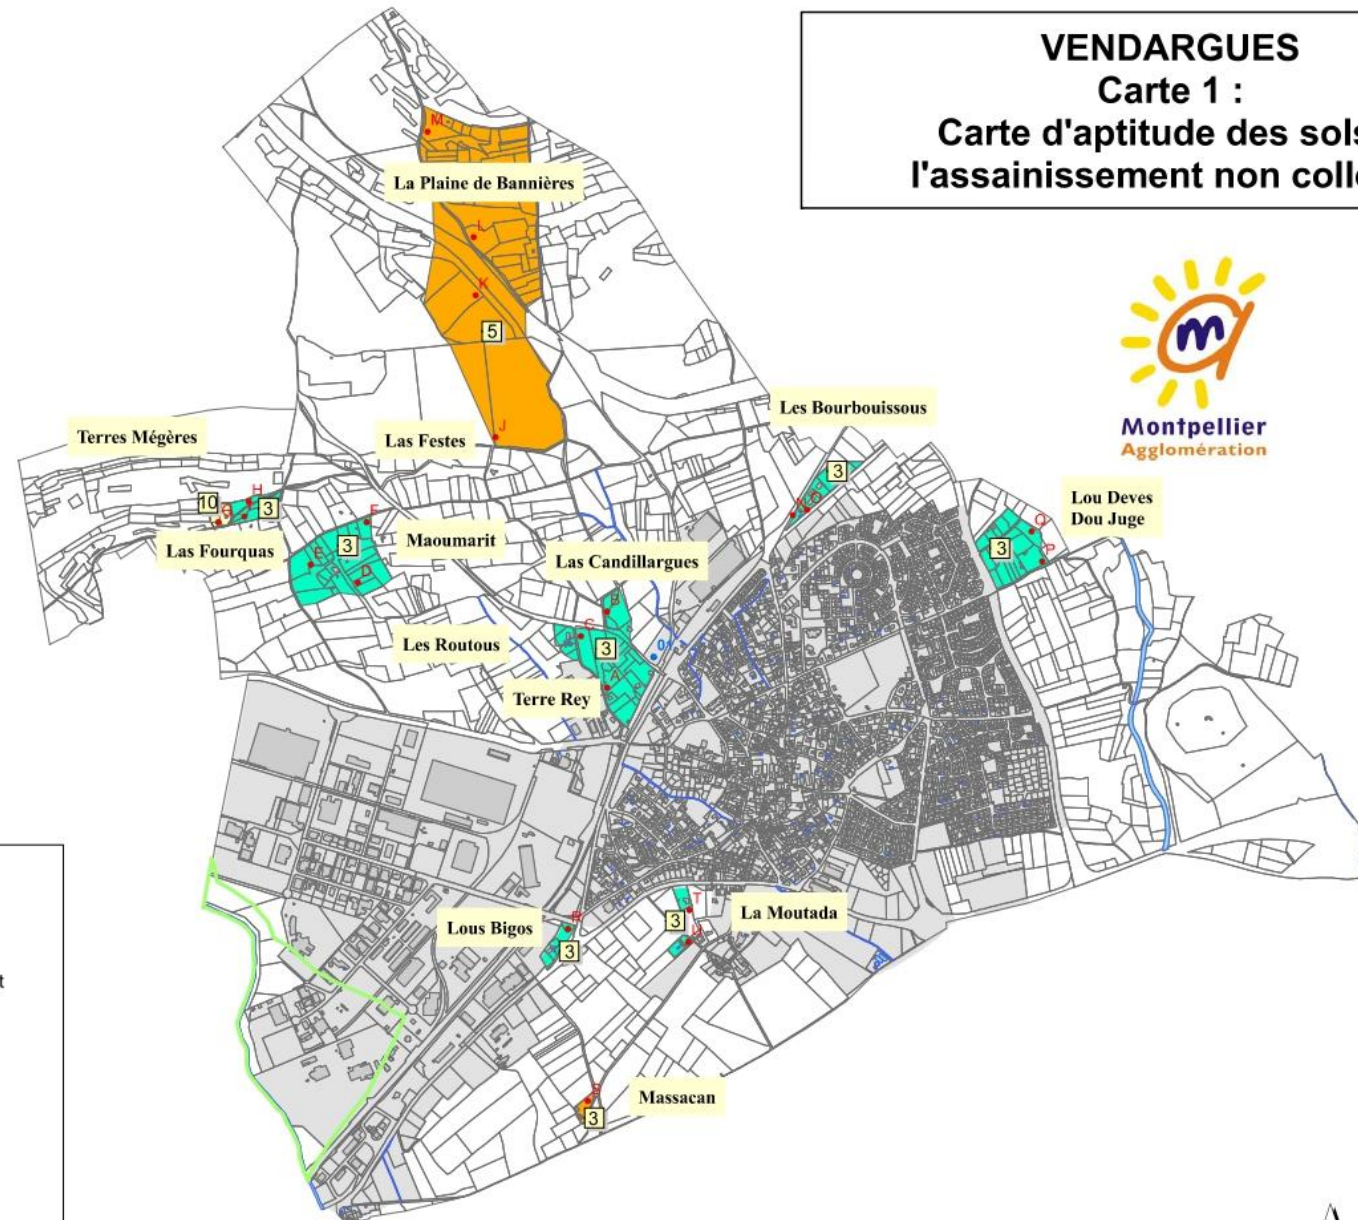 VENDARGUES
Carte 1 :
Carte d'aptitude des sols
l'assainissement non colle
M
La Plaine de Bannières
L
K
5
J
Montpellier
Agglomération
Les Bourbouissous
3
Terres Mégères
Las Festes
H
10
3
Las Fourquas
F
3
E
D
Maoumarit
Las Candillargues
Lou Deves
Dou Juge
Q
P
3
B
C
3
A
01
Les Routous
Terre Rey
Lous Bigos
R
3
T
3
U
La Moutada
t
S
3
Massacan